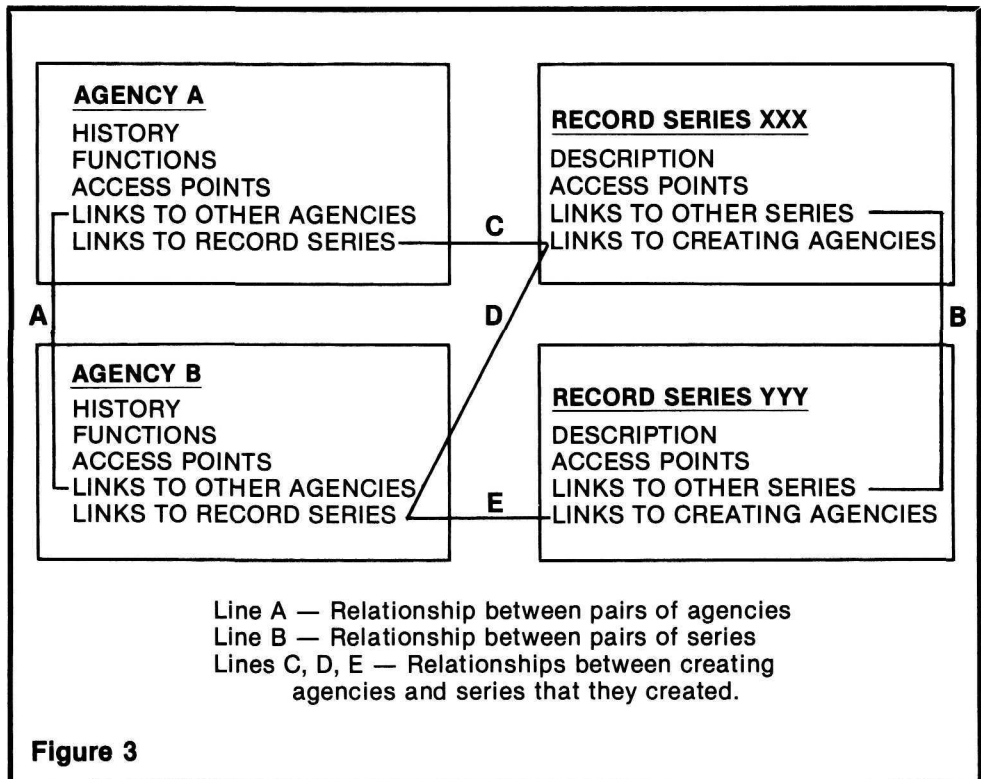 AGENCY A
HISTORY
FUNCTIONS
ACCESS POINTS
LINKS TO OTHER AGENCIES
LINKS TO RECORD SERIES
RECORD SERIES XXX
DESCRIPTION
ACCESS POINTS
LINKS TO OTHER SERIES
LINKS TO CREATING AGENCIES
C
A
D
B
AGENCY B
HISTORY
FUNCTIONS
ACCESS POINTS
LINKS TO OTHER AGENCIES
LINKS TO RECORD SERIES
E
RECORD SERIES YYY
DESCRIPTION
ACCESS POINTS
LINKS TO OTHER SERIES
LINKS TO CREATING AGENCIES
Line A — Relationship between pairs of agencies
Line B — Relationship between pairs of series
Lines C, D, E — Relationships between creating
agencies and series that they created.
Figure 3